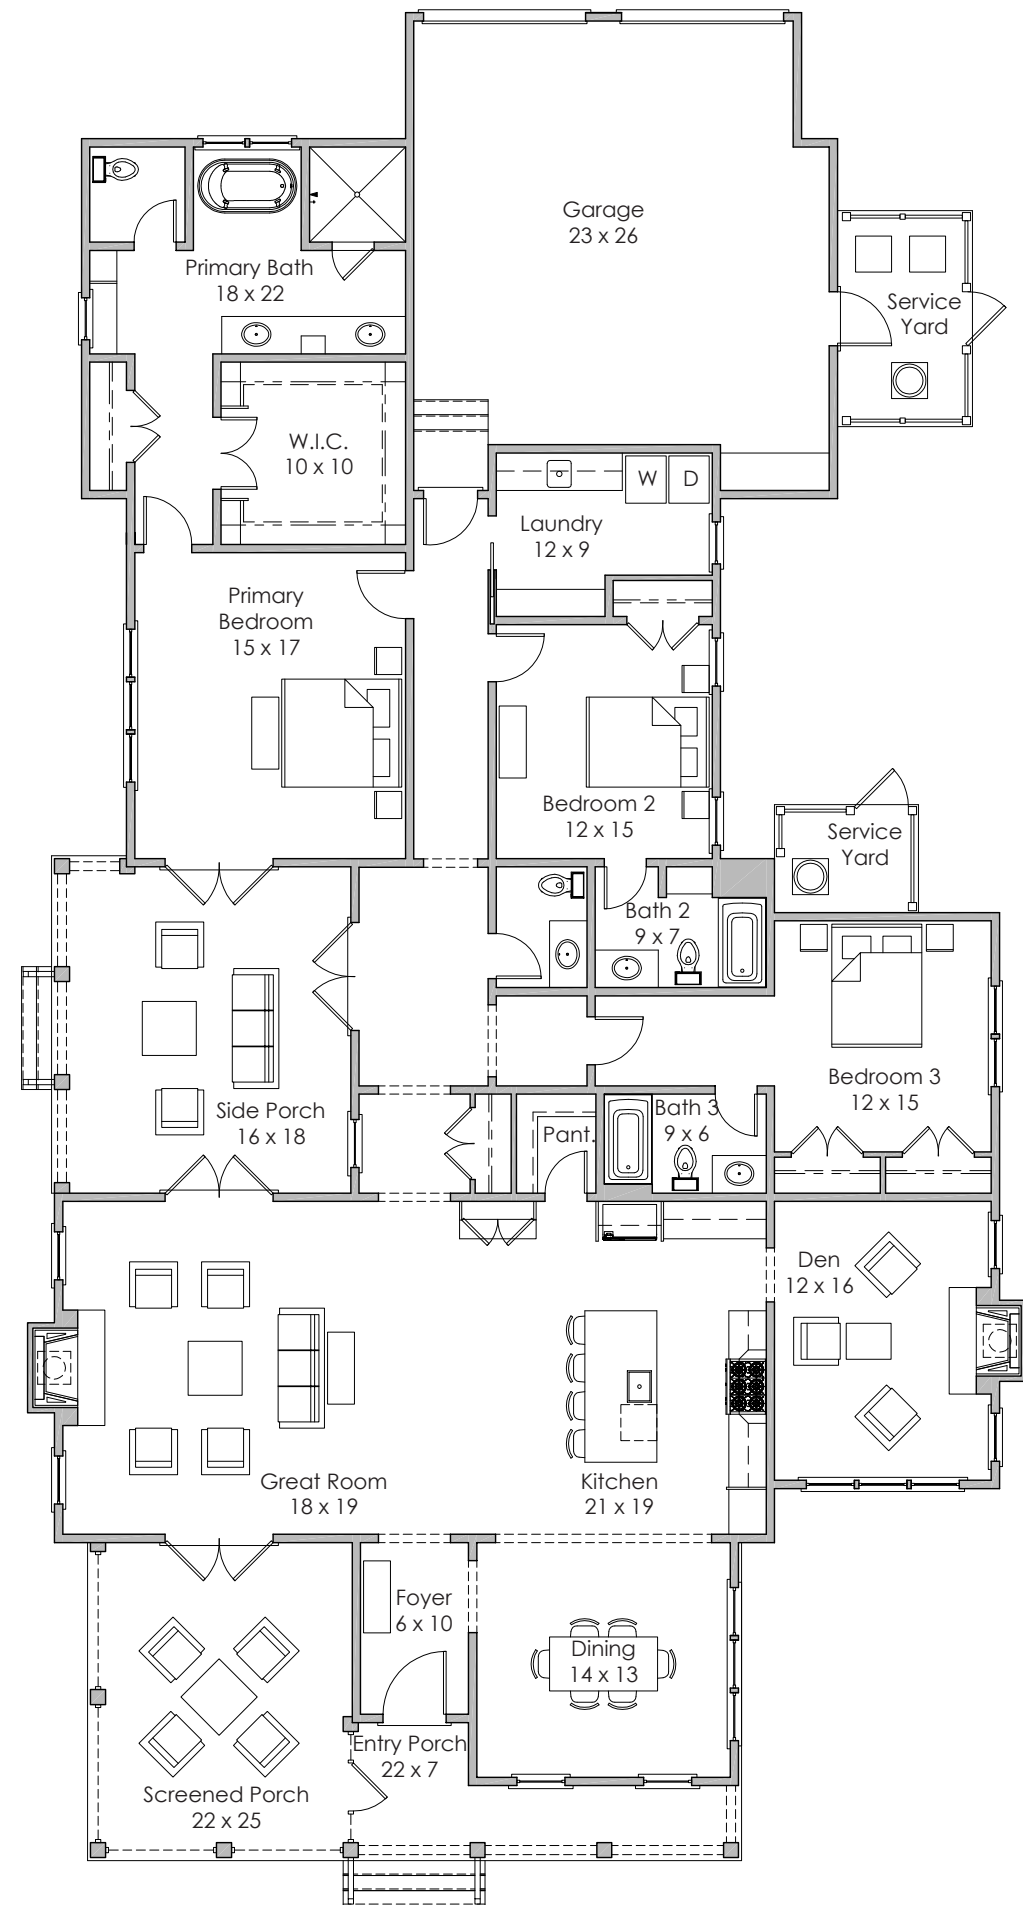 Garage
23 x 26
Primary Bath
18 x 22
Service
Yard
W.I.C.
10 x 10
W
D
Laundry
12 x 9
Primary
Bedroom
15 x 17
Bedroom 2
12 x 15
Service
Yard
Bath 2
9 x 7
Bedroom 3
12 x 15
Side Porch
16 x 18
Pant.
Bath 3
9 x 6
Den
12 x 16
Great Room
18 x 19
Kitchen
21 x 19
Foyer
6 x 10
Dining
14 x 13
Entry Porch
22 x 7
Screened Porch
22 x 25